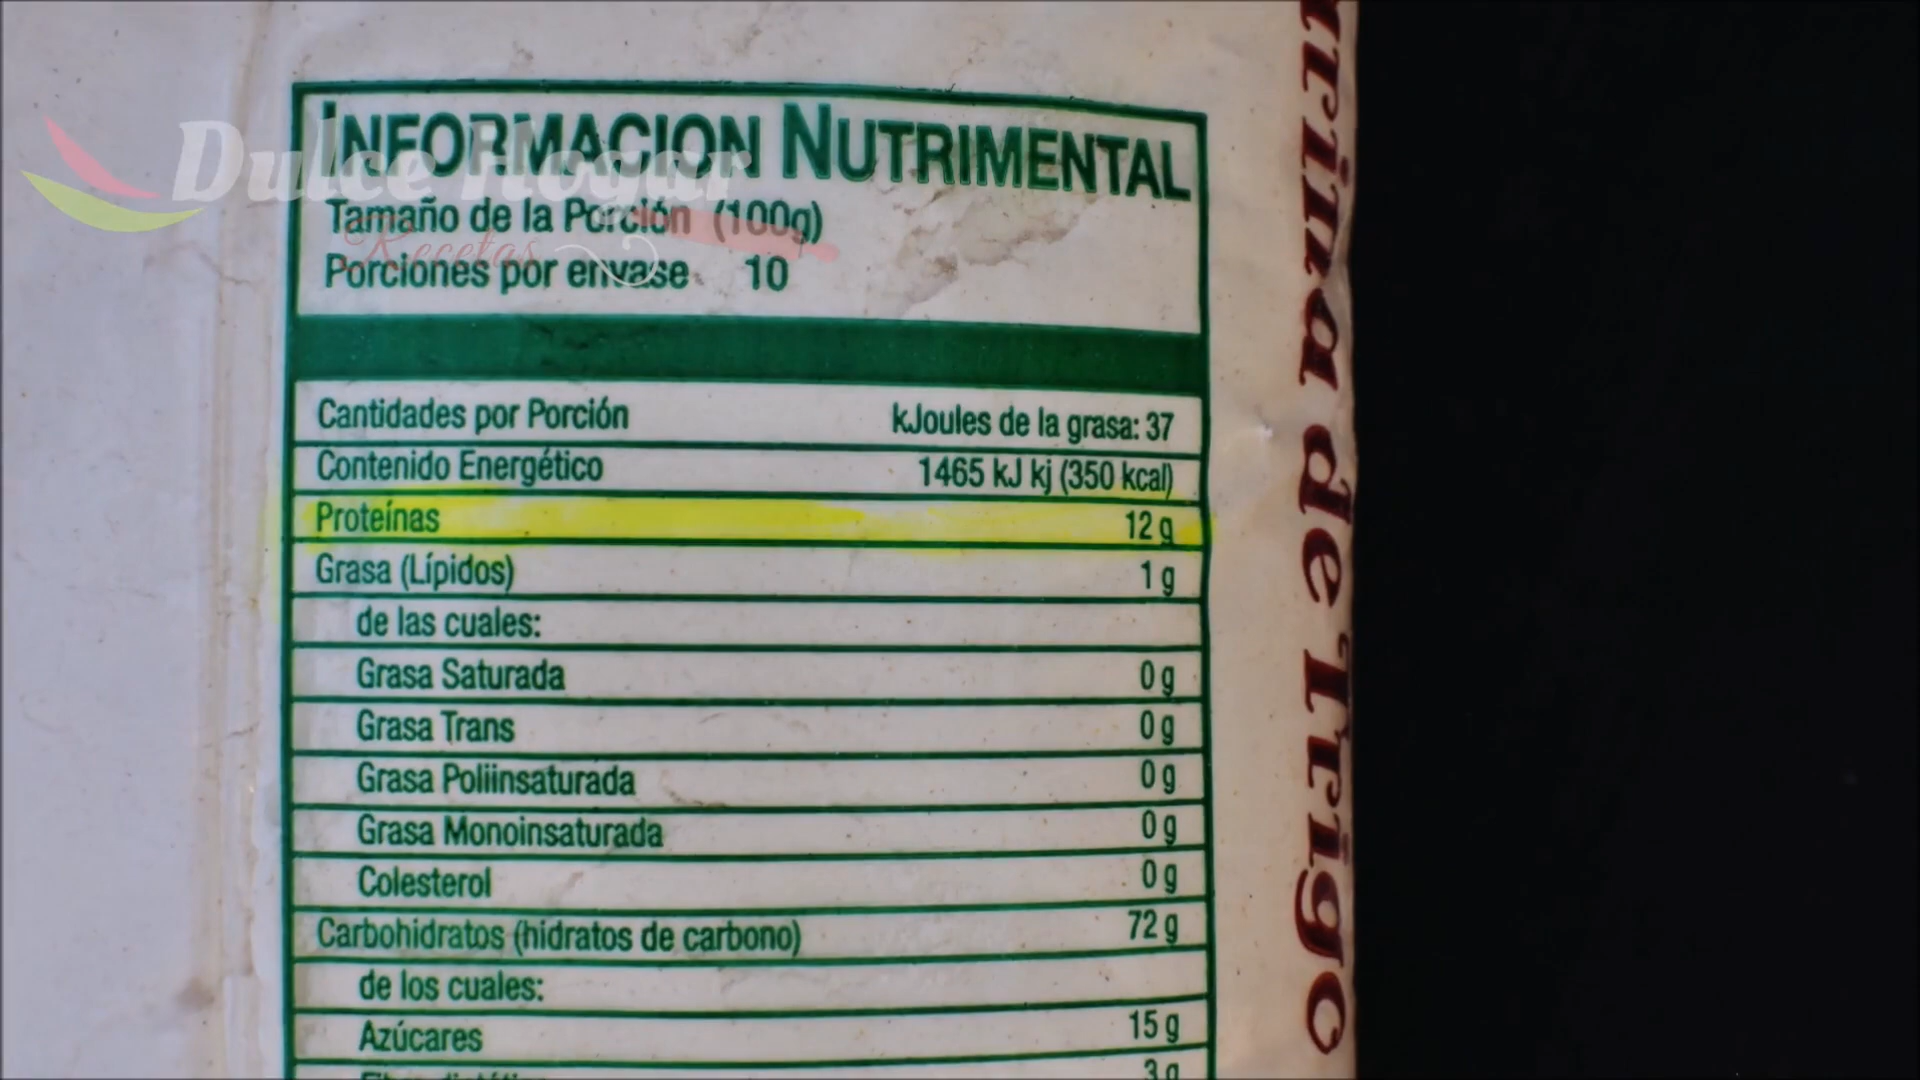 Dulce Hogar
Recetas
INFORMACION NUTRIMENTAL
Tamaño de la Porción (100g)
Porciones por envase 10
Cantidades por Porción kJoules de la grasa: 37
Contenido Energético 1465 kJ kj (350 kcal)
Proteínas 12 g
Grasa (Lípidos) 1 g
de las cuales:
Grasa Saturada 0 g
Grasa Trans 0 g
Grasa Poliinsaturada 0 g
Grasa Monoinsaturada 0 g
Colesterol 0 g
Carbohidratos (hidratos de carbono) 72 g
de los cuales:
Azúcares 15 g
3 g
arina de Trigo